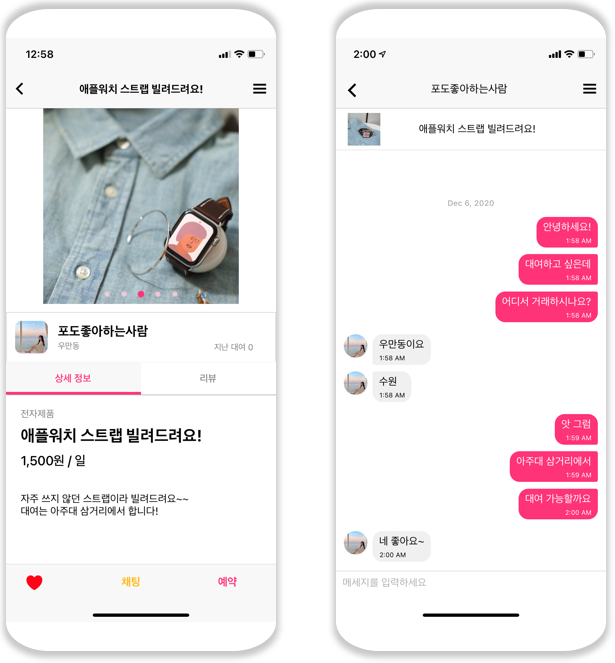 12:58
애플워치 스트랩 빌려드려요!
포도좋아하는사람
우만동
지난 대여 0
상세 정보
리뷰
전자제품
애플워치 스트랩 빌려드려요!
1,500원 / 일
자주 쓰지 않던 스트랩이라 빌려드려요~~
대여는 아주대 삼거리에서 합니다!
채팅
예약
2:00
포도좋아하는사람
애플워치 스트랩 빌려드려요!
Dec 6, 2020
안녕하세요!
1:58 AM
대여하고 싶은데
1:58 AM
어디서 거래하시나요?
1:58 AM
우만동이요
1:58 AM
수원
1:58 AM
앗 그럼
1:59 AM
아주대 삼거리에서
1:59 AM
대여 가능할까요
2:00 AM
네 좋아요~
2:00 AM
메세지를 입력하세요